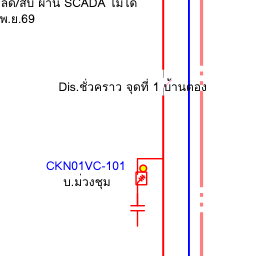 ลด/สับ ผ่าน SCADA ไม่ได้
พ.ย.69
Dis.ชั่วคราว จุดที่ 1 บ้านตอง
CKN01VC-101
บ.ม่วงชุม